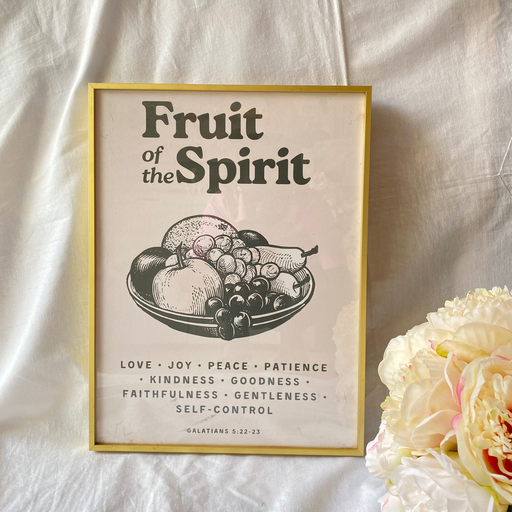 Fruit
of the Spirit
LOVE • JOY • PEACE • PATIENCE
• KINDNESS • GOODNESS •
FAITHFULNESS • GENTLENESS •
SELF-CONTROL
GALATIANS 5:22-23